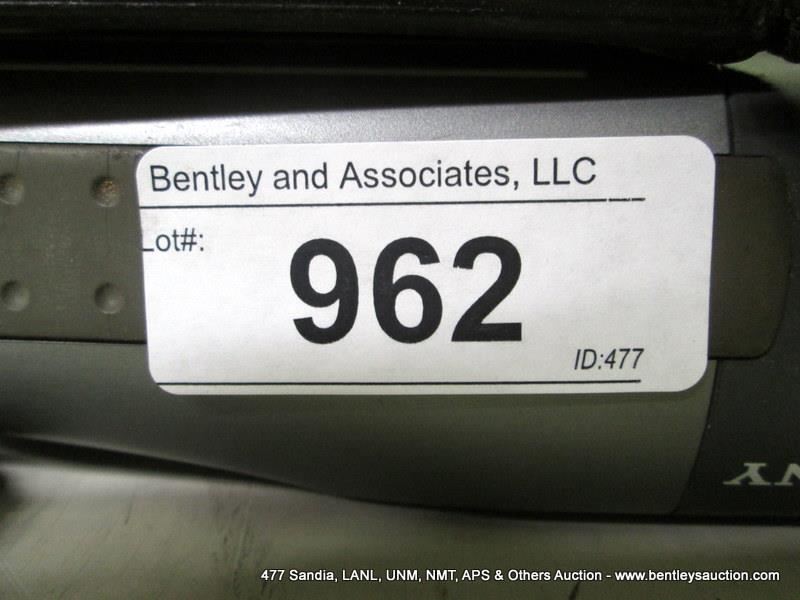 Bentley and Associates, LLC
Lot#:
962
ID:477
NY
477 Sandia, LANL, UNM, NMT, APS & Others Auction - www.bentleysauction.com